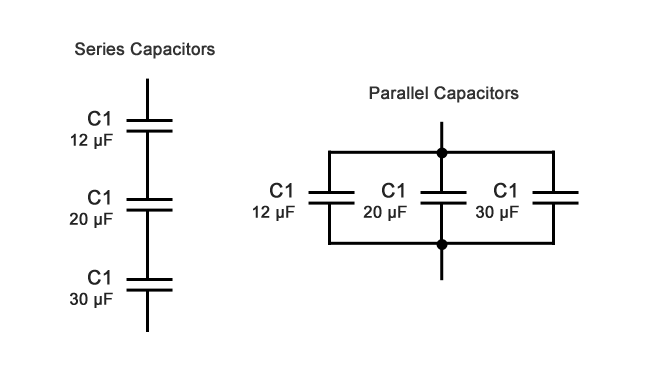 Series Capacitors
C1
12 µF
C1
20 µF
C1
30 µF
Parallel Capacitors
C1
12 µF
C1
20 µF
C1
30 µF